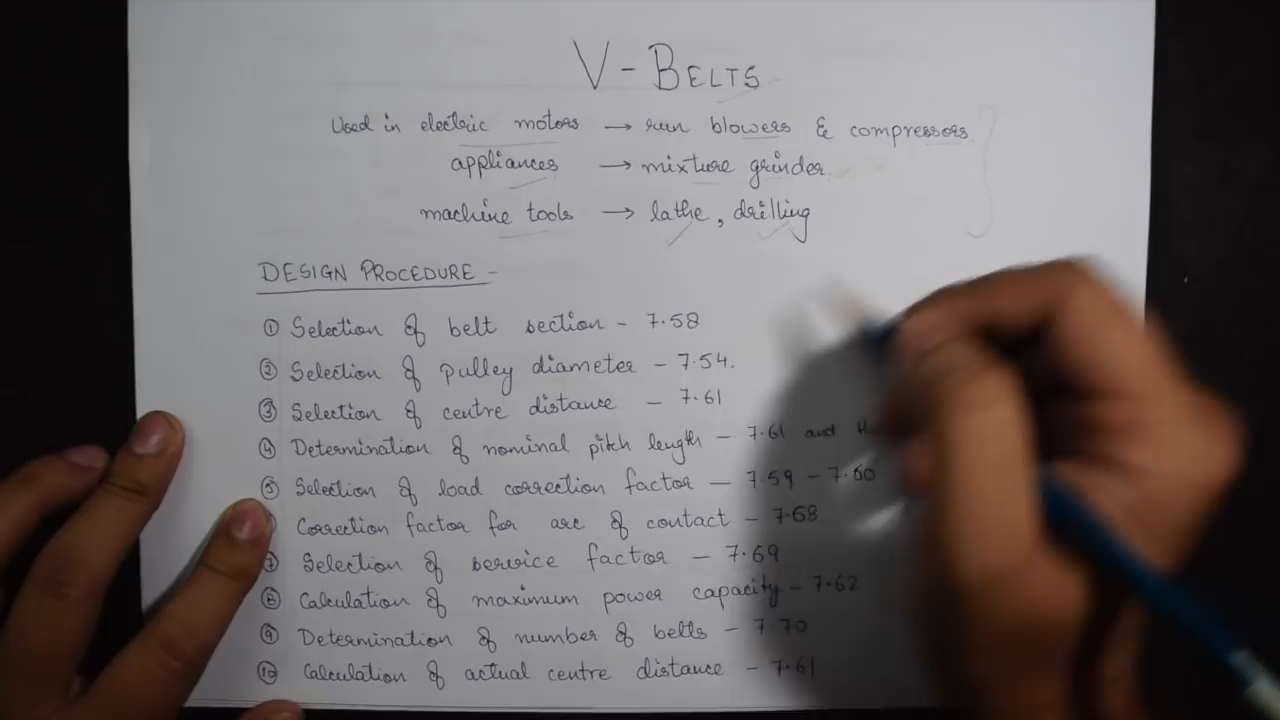 V - BELTS
Used in electric motors → run blowers & compressors
appliances → mixture grinder.
machine tools → lathe, drilling
DESIGN PROCEDURE -
① Selection of belt section - 7.58
② Selection of pulley diameter - 7.54.
③ Selection of centre distance - 7.61
④ Determination of nominal pitch length - 7.61 and
⑤ Selection of load correction factor - 7.59 - 7.60
Correction factor for arc of contact - 7.68
⑦ Selection of service factor - 7.69
⑧ Calculation of maximum power capacity - 7.62
⑨ Determination of number of belts - 7.70
⑩ Calculation of actual centre distance - 7.61